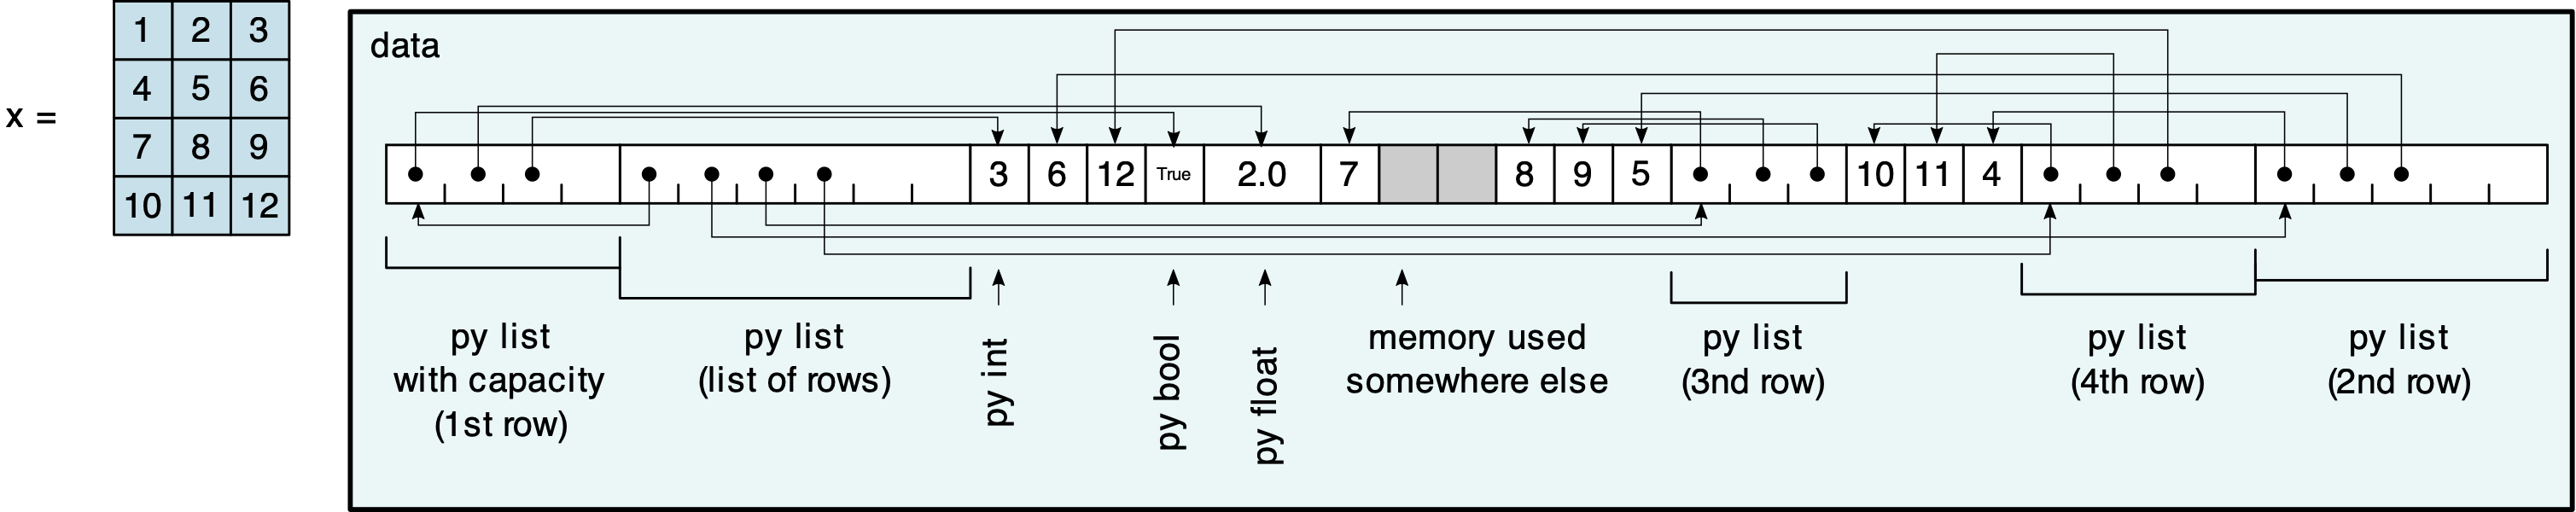 x =
1 2 3
4 5 6
7 8 9
10 11 12
data
3 6 12 True 2.0 7 8 9 5 10 11 4
py list
with capacity
(1st row)
py list
(list of rows)
py int
py bool
py float
memory used
somewhere else
py list
(3nd row)
py list
(4th row)
py list
(2nd row)